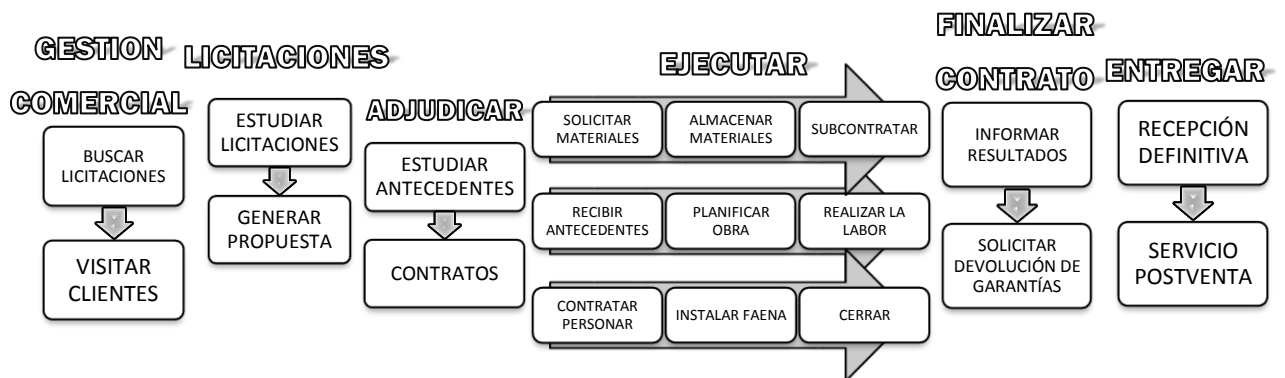 GESTION
COMERCIAL
BUSCAR
LICITACIONES
VISITAR
CLIENTES
LICITACIONES
ESTUDIAR
LICITACIONES
GENERAR
PROPUESTA
ADJUDICAR
ESTUDIAR
ANTECEDENTES
CONTRATOS
EJECUTAR
SOLICITAR
MATERIALES
ALMACENAR
MATERIALES
SUBCONTRATAR
RECIBIR
ANTECEDENTES
PLANIFICAR
OBRA
REALIZAR LA
LABOR
CONTRATAR
PERSONAR
INSTALAR FAENA
CERRAR
FINALIZAR
CONTRATO
INFORMAR
RESULTADOS
SOLICITAR
DEVOLUCIÓN DE
GARANTÍAS
ENTREGAR
RECEPCIÓN
DEFINITIVA
SERVICIO
POSTVENTA